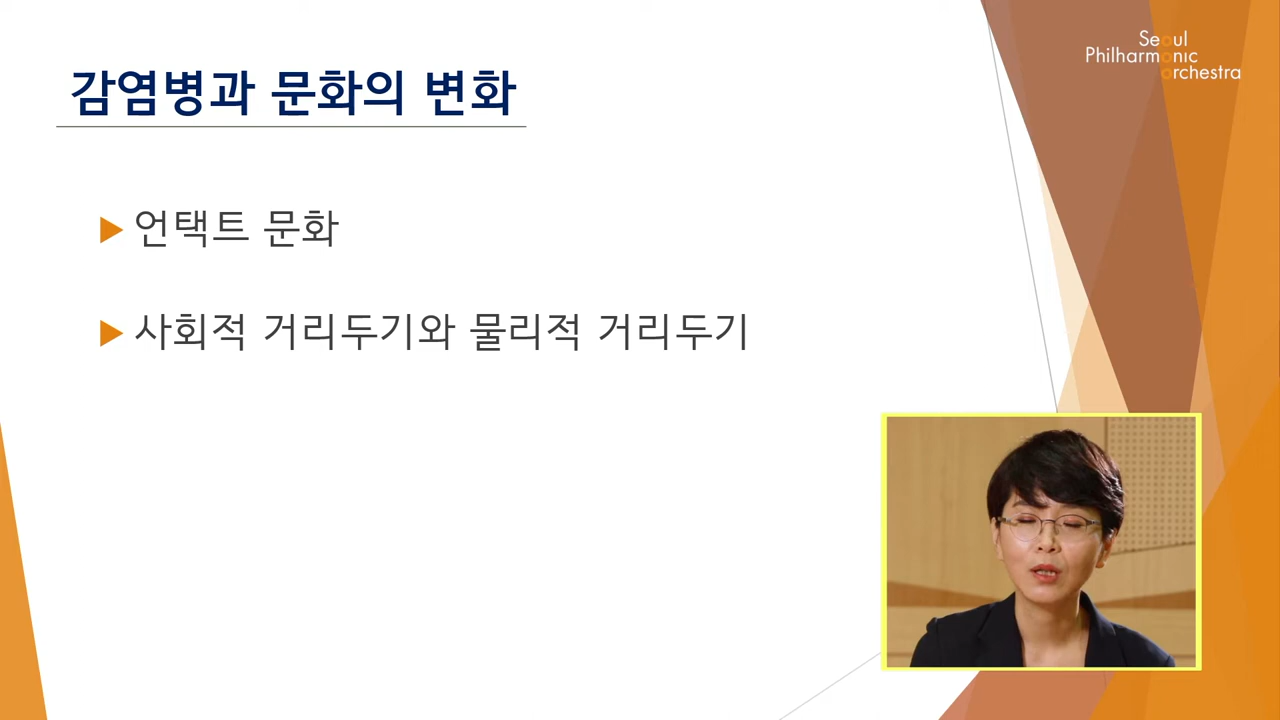 Seoul
Philharmonic
Orchestra
감염병과 문화의 변화
언택트 문화
사회적 거리두기와 물리적 거리두기